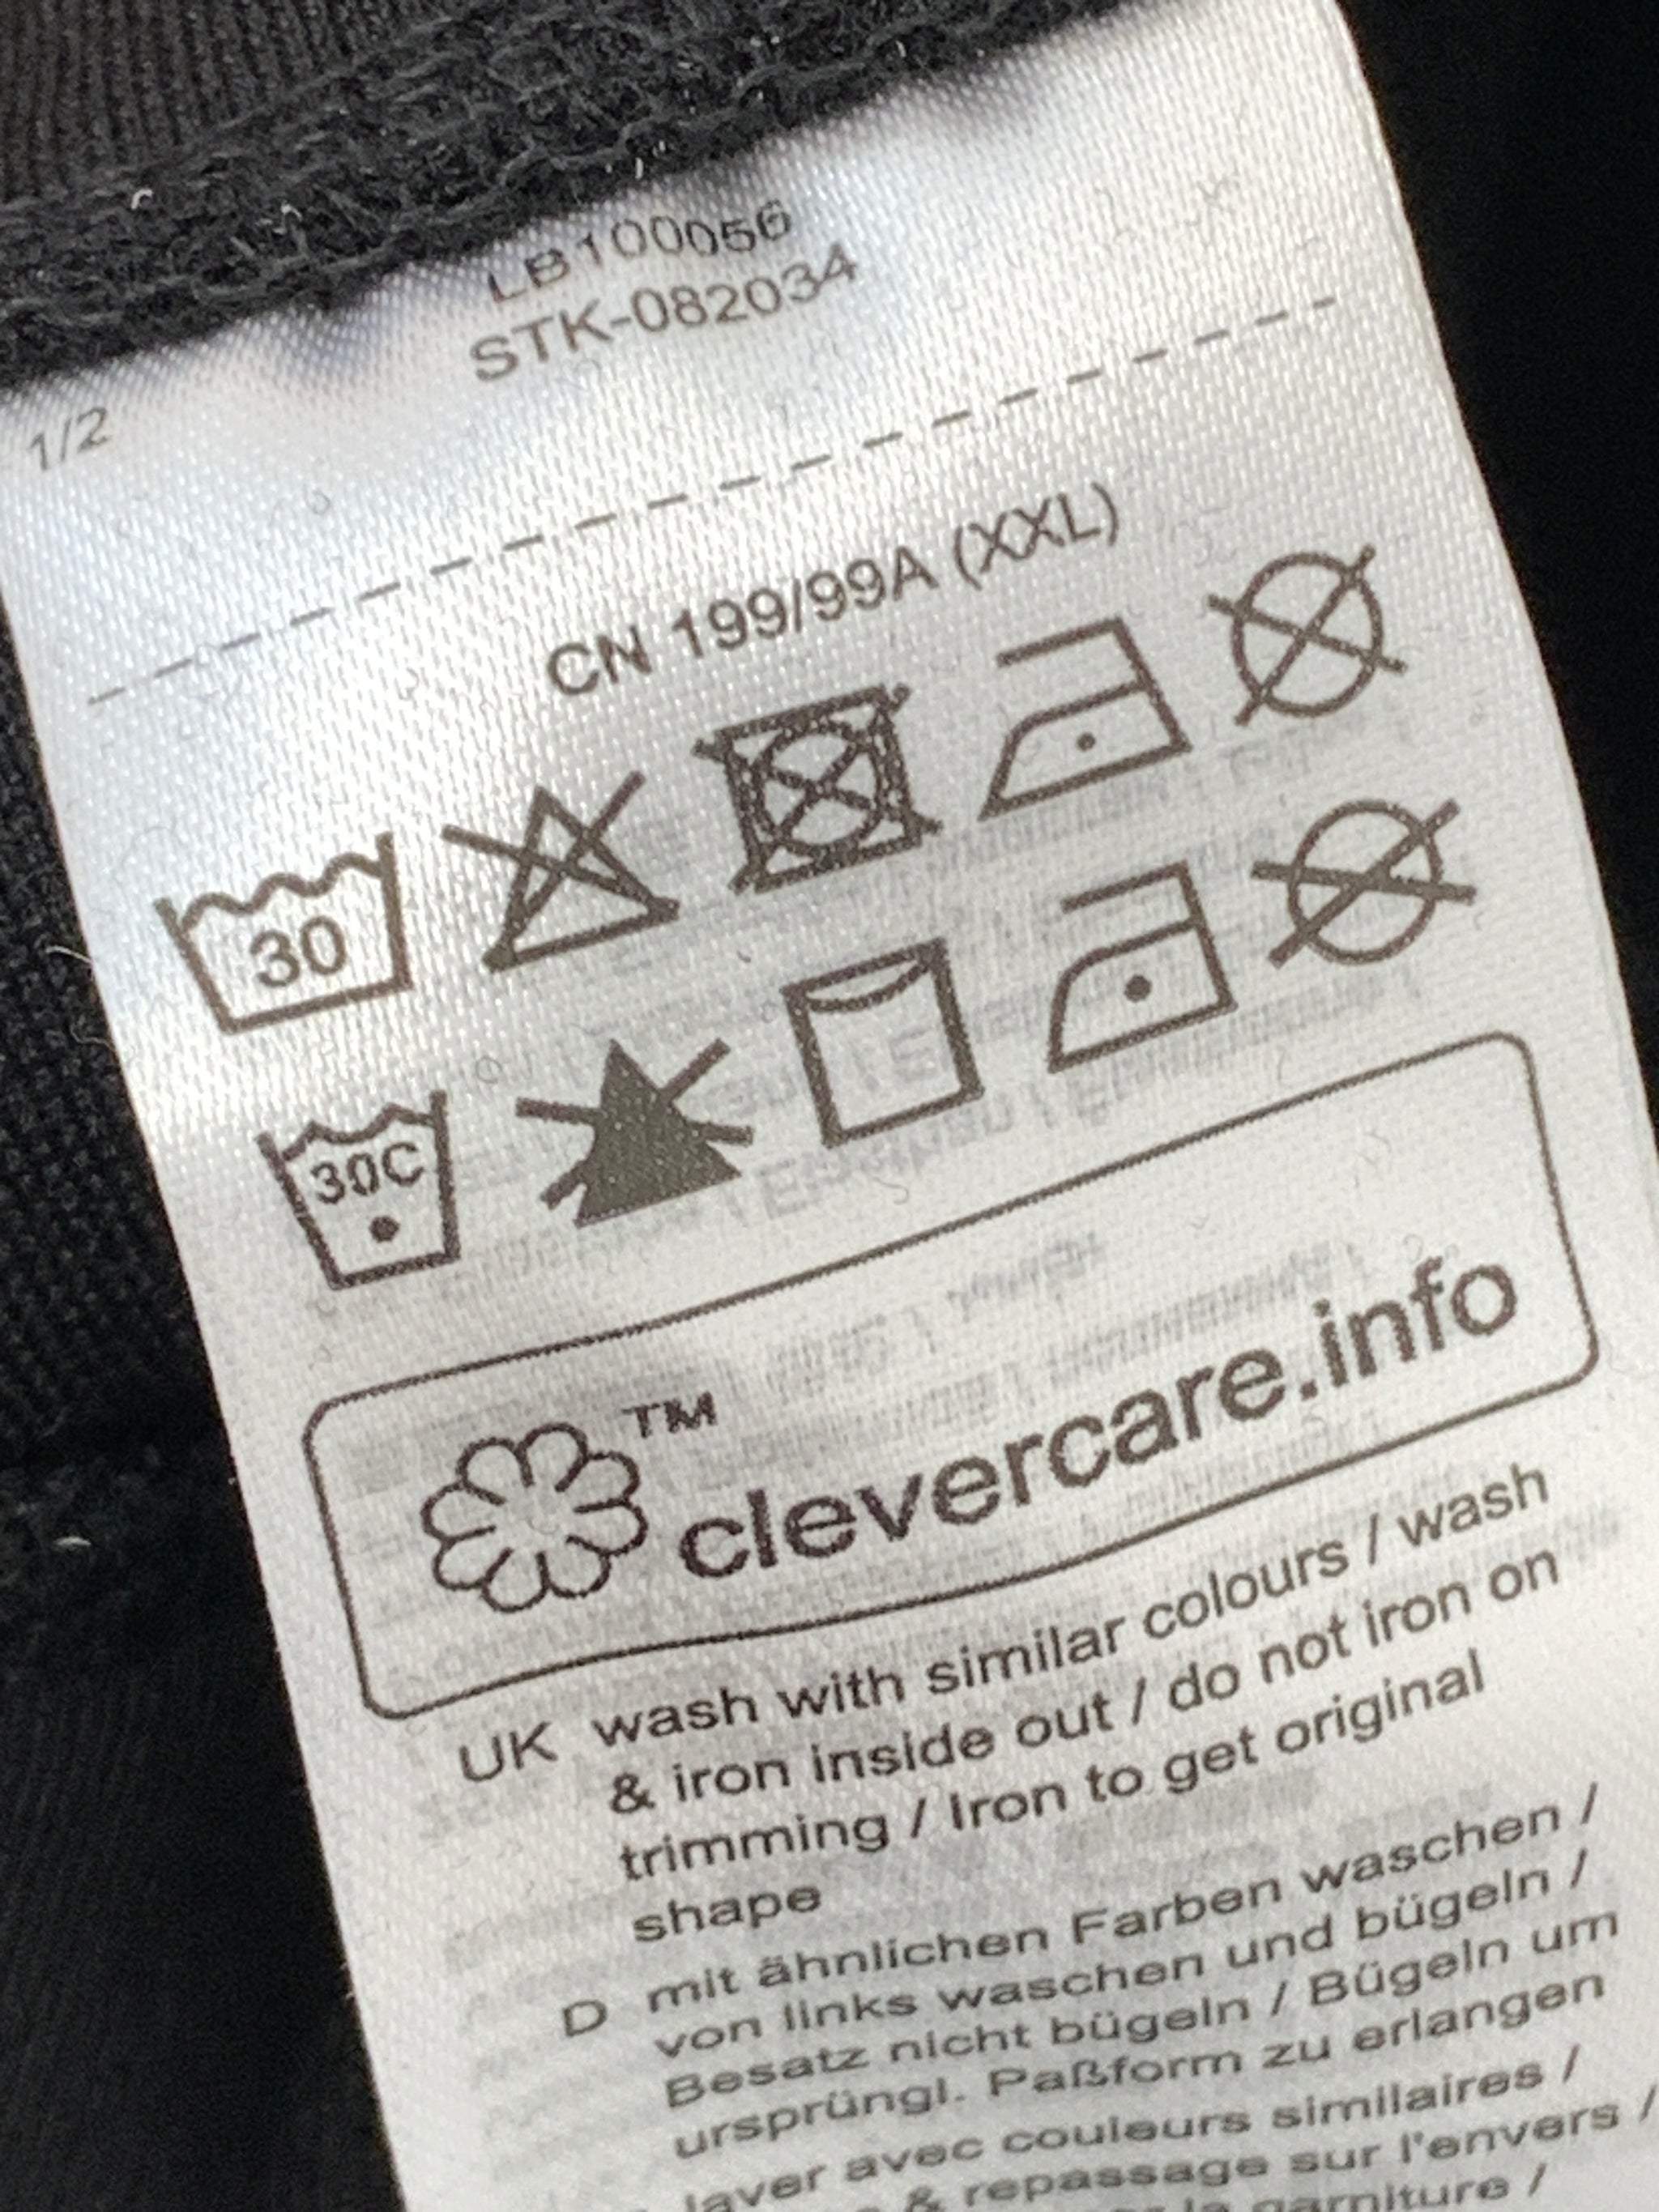 LB100056
STK-082034
1/2
CN 199/99A (XXL)
30
30C
TM
clevercare.info
UK wash with similar colours / wash
& iron inside out / do not iron on
trimming / Iron to get original
shape
D mit ähnlichen Farben waschen /
von links waschen und bügeln /
Besatz nicht bügeln / Bügeln um
ursprüngl. Paßform zu erlangen
laver avec couleurs similaires /
& repassage sur l'envers /
la garniture /